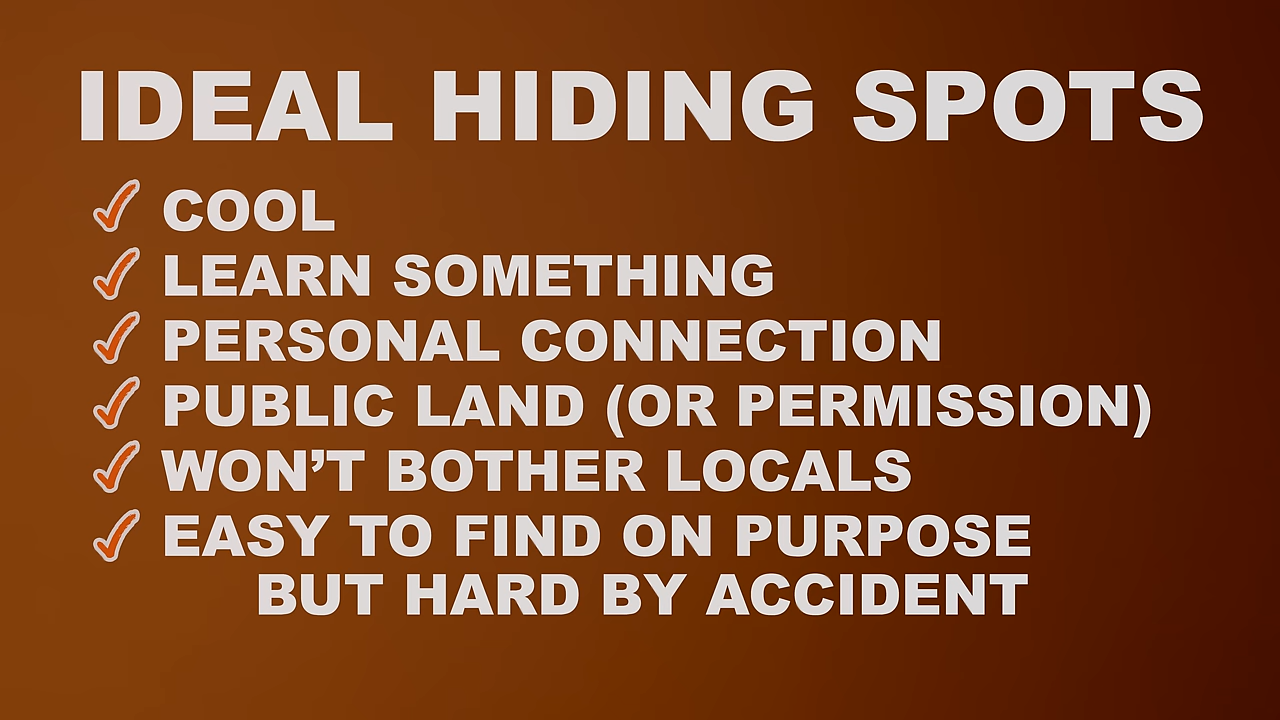 IDEAL HIDING SPOTS
COOL
LEARN SOMETHING
PERSONAL CONNECTION
PUBLIC LAND (OR PERMISSION)
WON’T BOTHER LOCALS
EASY TO FIND ON PURPOSE
BUT HARD BY ACCIDENT